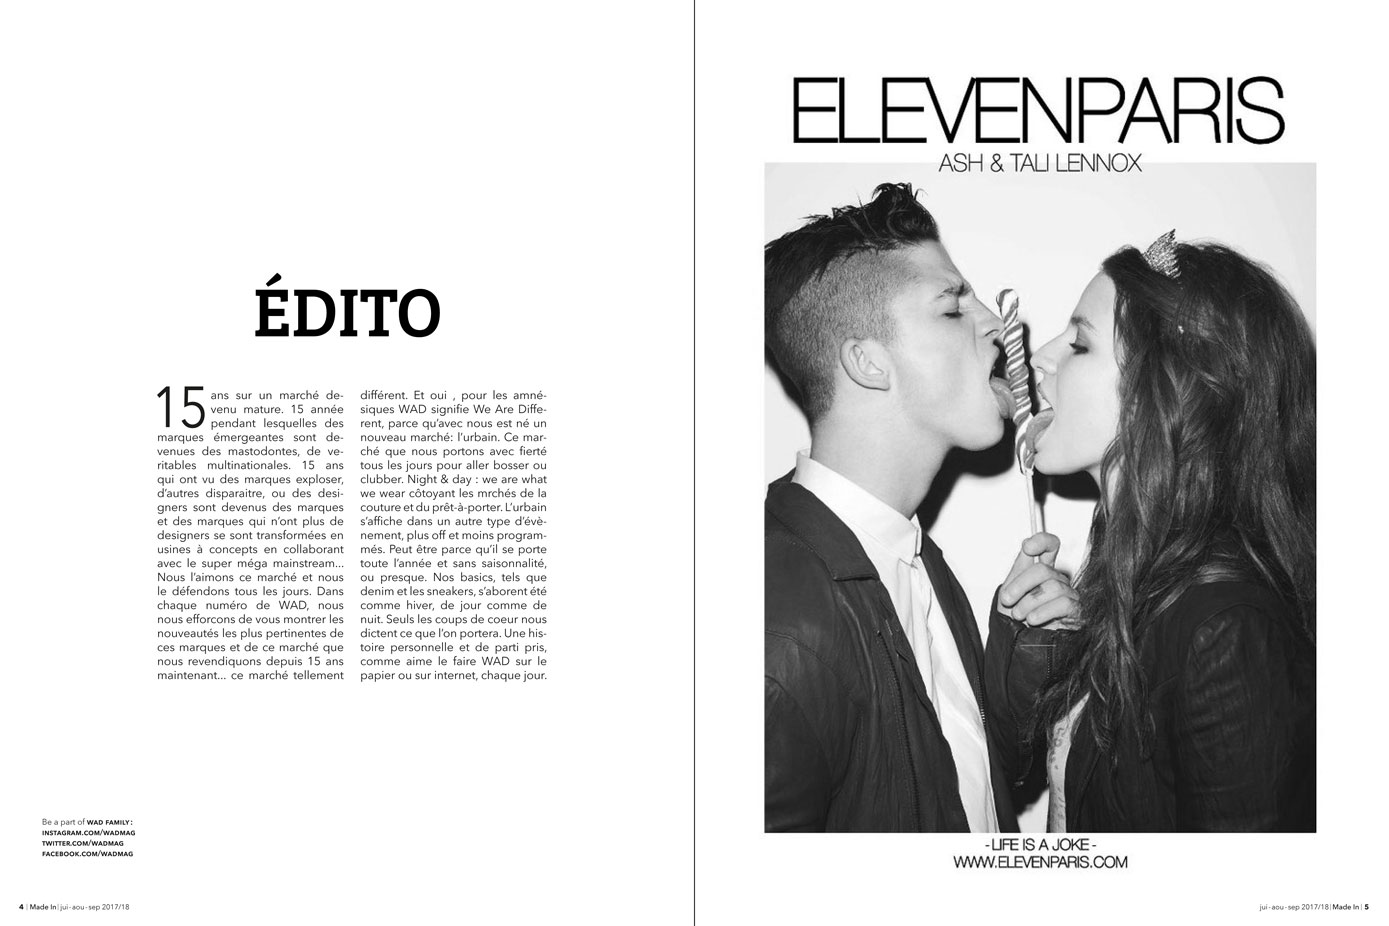 ÉDITO
15 ans sur un marché de-
venu mature. 15 année
pendant lesquelles des
marques émergeantes sont de-
venues des mastodontes, de ve-
ritables multinationales. 15 ans
qui ont vu des marques exploser,
d'autres disparaitre, ou des desi-
gners sont devenus des marques
et des marques qui n'ont plus de
designers se sont transformées en
usines à concepts en collaborant
avec le super méga mainstream...
Nous l'aimons ce marché et nous
le défendons tous les jours. Dans
chaque numéro de WAD, nous
nous efforcons de vous montrer les
nouveautés les plus pertinentes de
ces marques et de ce marché que
nous revendiquons depuis 15 ans
maintenant... ce marché tellement
différent. Et oui , pour les amné-
siques WAD signifie We Are Diffe-
rent, parce qu'avec nous est né un
nouveau marché: l'urbain. Ce mar-
ché que nous portons avec fierté
tous les jours pour aller bosser ou
clubber. Night & day : we are what
we wear côtoyant les mrchés de la
couture et du prêt-à-porter. L'urbain
s'affiche dans un autre type d'évè-
nement, plus off et moins program-
més. Peut être parce qu'il se porte
toute l'année et sans saisonnalité,
ou presque. Nos basics, tels que
denim et les sneakers, s'aborent été
comme hiver, de jour comme de
nuit. Seuls les coups de coeur nous
dictent ce que l'on portera. Une his-
toire personnelle et de parti pris,
comme aime le faire WAD sur le
papier ou sur internet, chaque jour.
Be a part of WAD FAMILY:
INSTAGRAM.COM/WADMAG
TWITTER.COM/WADMAG
FACEBOOK.COM/WADMAG
4 | Made In | jui-aou-sep 2017/18
ELEVENPARIS
ASH & TALI LENNOX
- LIFE IS A JOKE -
WWW.ELEVENPARIS.COM
jui-aou-sep 2017/18 | Made In | 5